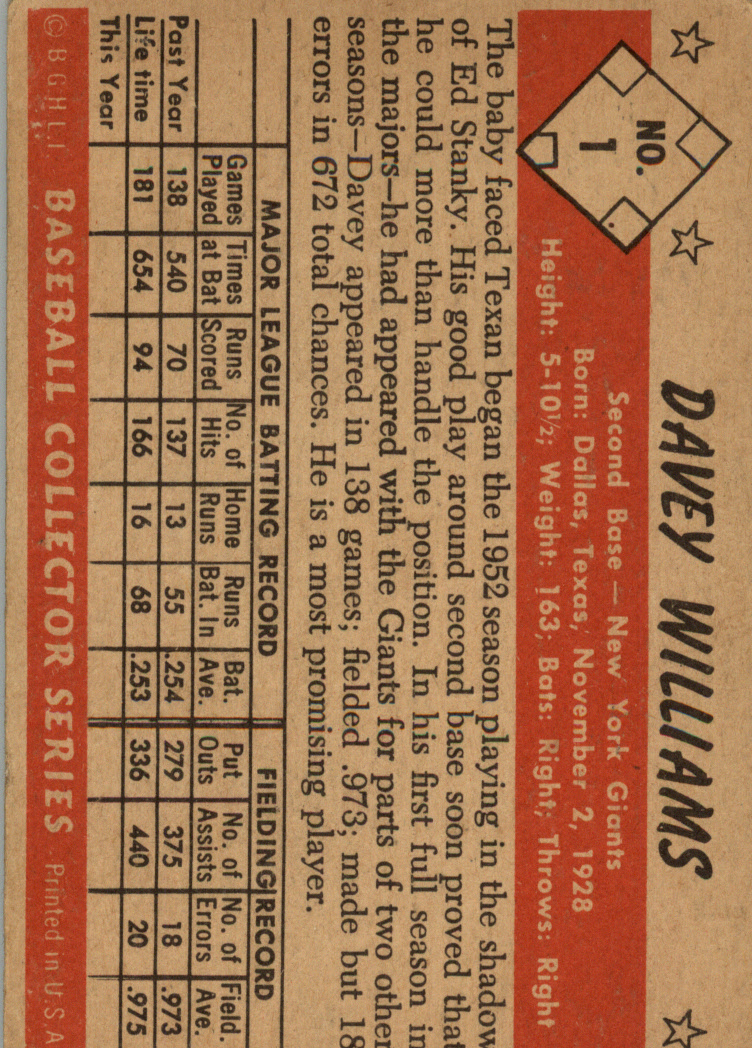 NO.
1
DAVEY WILLIAMS
Second Base — New York Giants
Born: Dallas, Texas, November 2, 1928
Height: 5-10½; Weight: 163; Bats: Right; Throws: Right
The baby faced Texan began the 1952 season playing in the shadow
of Ed Stanky. His good play around second base soon proved that
he could more than handle the position. In his first full season in
the majors—he had appeared with the Giants for parts of two other
seasons—Davey appeared in 138 games; fielded .973; made but 18
errors in 672 total chances. He is a most promising player.
MAJOR LEAGUE BATTING RECORD FIELDING RECORD
Games Times Runs No. of Home Runs Bat. Put No. of No. of Field.
Played at Bat Scored Hits Runs Bat. In Ave. Outs Assists Errors Ave.
Past Year 138 540 70 137 13 55 .254 279 375 18 .973
Life time 181 654 94 166 16 68 .253 336 440 20 .975
This Year
© B G H L I BASEBALL COLLECTOR SERIES Printed in U.S.A